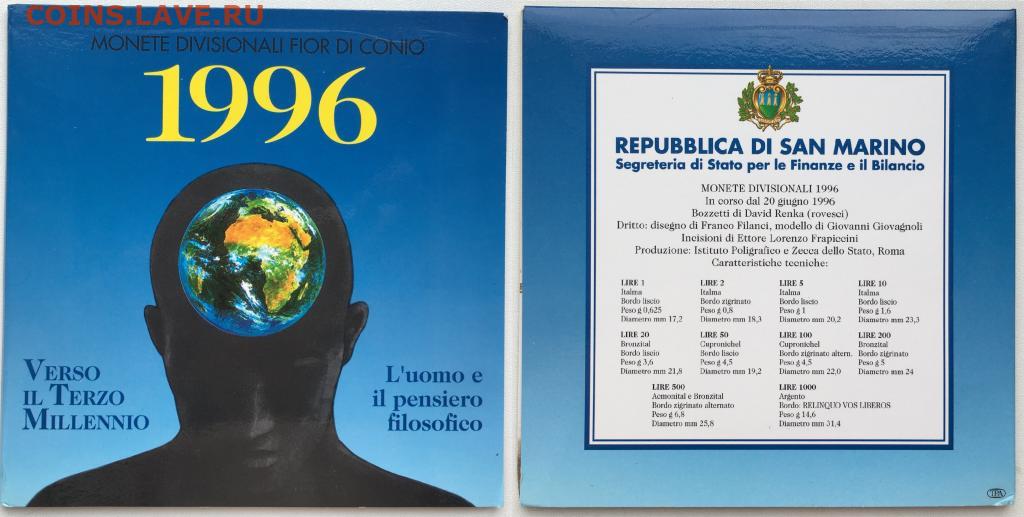 COINS.LAVE.RU
MONETE DIVISIONALI FIOR DI CONIO
1996
VERSO
IL TERZO
MILLENNIO
L'uomo e
il pensiero
filosofico
REPUBBLICA DI SAN MARINO
Segreteria di Stato per le Finanze e il Bilancio
MONETE DIVISIONALI 1996
In corso dal 20 giugno 1996
Bozzetti di David Renka (rovesci)
Dritto: disegno di Franco Filanci, modello di Giovanni Giovagnoli
Incisioni di Ettore Lorenzo Frapiccini
Produzione: Istituto Poligrafico e Zecca dello Stato, Roma
Caratteristiche tecniche:
LIRE 1
Italma
Bordo liscio
Peso g 0,625
Diametro mm 17,2
LIRE 2
Italma
Bordo zigrinato
Peso g 0,8
Diametro mm 18,3
LIRE 5
Italma
Bordo liscio
Peso g 1
Diametro mm 20,2
LIRE 10
Italma
Bordo liscio
Peso g 1,6
Diametro mm 23,3
LIRE 20
Bronzital
Bordo liscio
Peso g 3,6
Diametro mm 21,8
LIRE 50
Cupronichel
Bordo liscio
Peso g 4,5
Diametro mm 19,2
LIRE 100
Cupronichel
Bordo zigrinato altern.
Peso g 4,5
Diametro mm 22,0
LIRE 200
Bronzital
Bordo zigrinato
Peso g 5
Diametro mm 24
LIRE 500
Acmonital e Bronzital
Bordo zigrinato alternato
Peso g 6,8
Diametro mm 25,8
LIRE 1000
Argento
Bordo: RELINQUO VOS LIBEROS
Peso g 14,6
Diametro mm 31,4